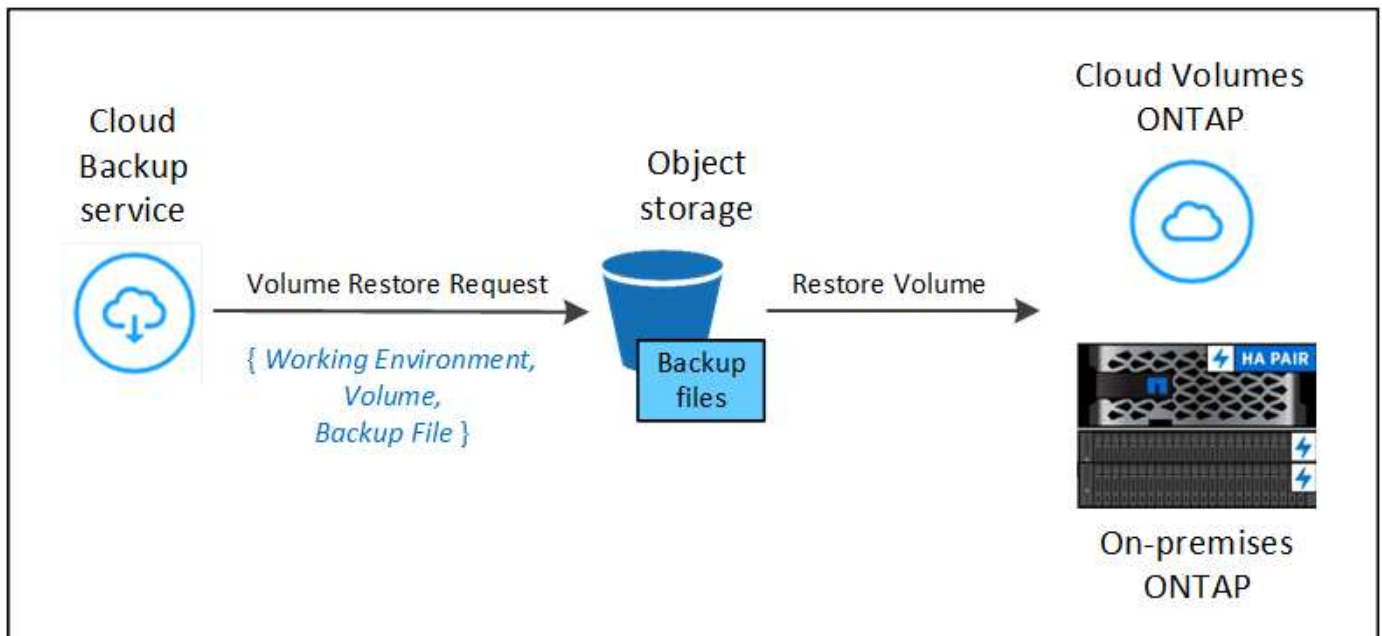 Cloud
Backup
service
Volume Restore Request
{ Working Environment,
Volume,
Backup File }
Object
storage
Backup
files
Restore Volume
Cloud Volumes
ONTAP
HA PAIR
On-premises
ONTAP